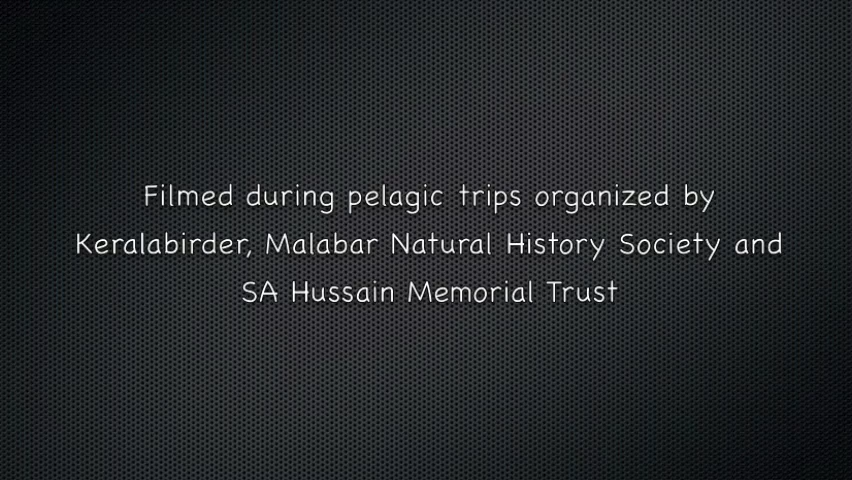 Filmed during pelagic trips organized by
Keralabirder, Malabar Natural History Society and
SA Hussain Memorial Trust